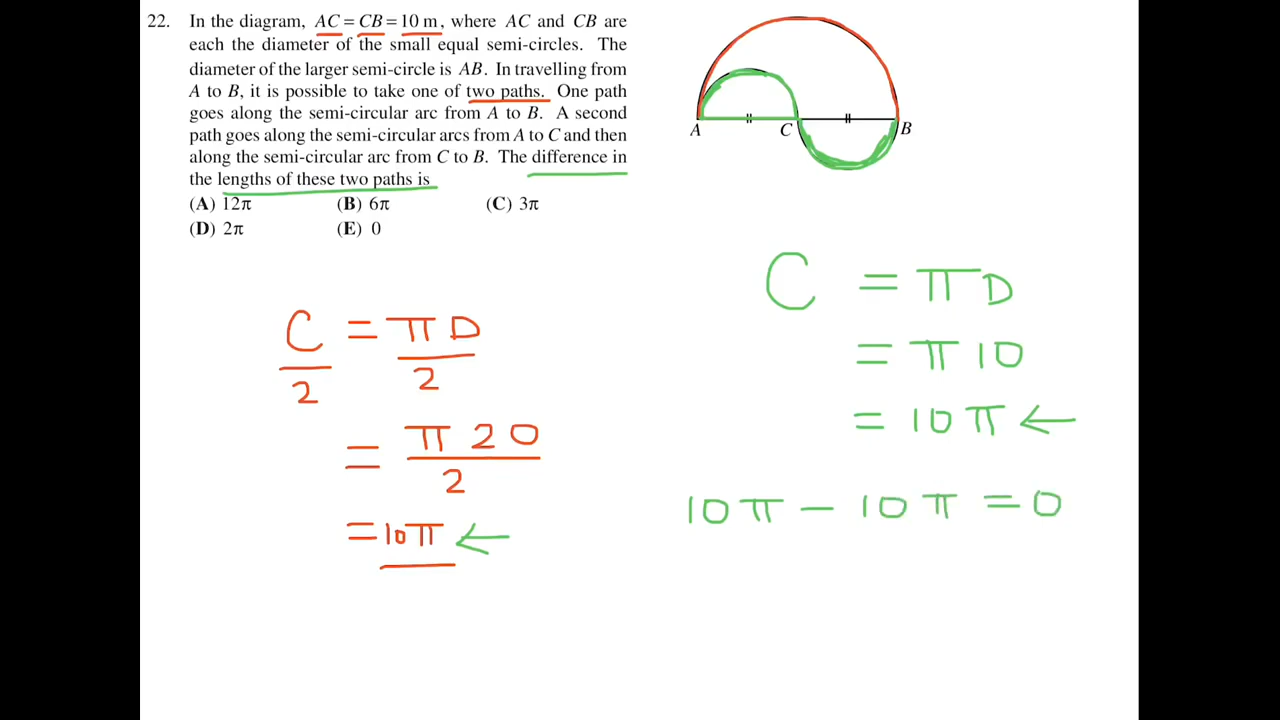 22. In the diagram, AC = CB = 10 m, where AC and CB are
each the diameter of the small equal semi-circles. The
diameter of the larger semi-circle is AB. In travelling from
A to B, it is possible to take one of two paths. One path
goes along the semi-circular arc from A to B. A second
path goes along the semi-circular arcs from A to C and then
along the semi-circular arc from C to B. The difference in
the lengths of these two paths is
(A) 12π (B) 6π (C) 3π
(D) 2π (E) 0
A C B
C/2 = πD/2
= π20/2
= 10π ←
C = πD
= π10
= 10π ←
10π − 10π = 0